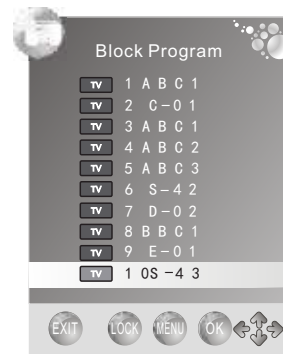 Block Program
TV 1 A B C 1
TV 2 C-0 1
TV 3 A B C 1
TV 4 A B C 2
TV 5 A B C 3
TV 6 S-4 2
TV 7 D-0 2
TV 8 B B C 1
TV 9 E-0 1
TV 1 0S -4 3
EXIT LOCK MENU OK